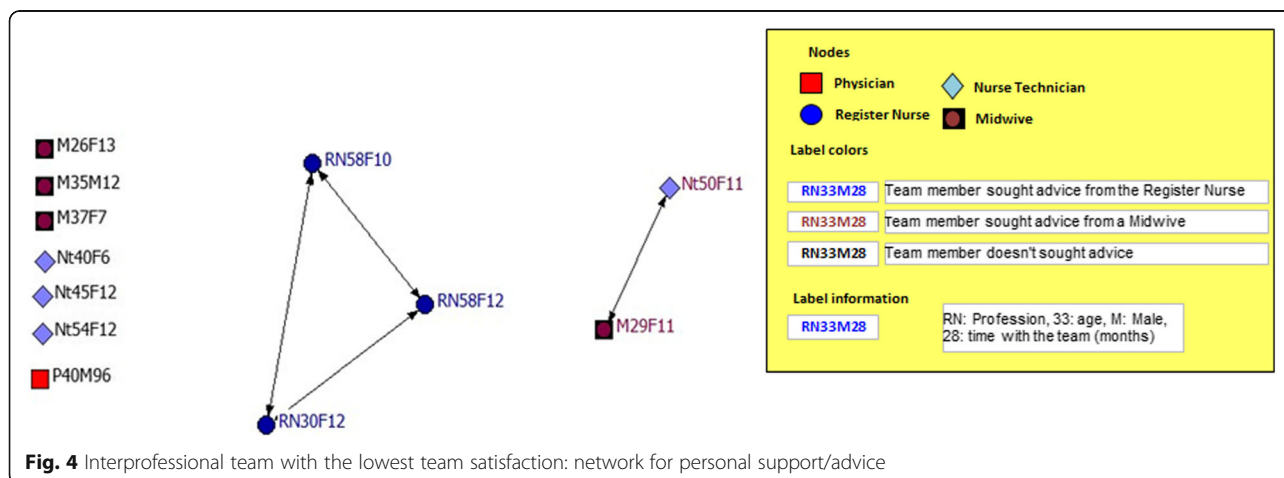 M26F13
M35M12
M37F7
Nt40F6
Nt45F12
Nt54F12
P40M96
RN58F10
RN58F12
RN30F12
Nt50F11
M29F11
Nodes
Physician
Nurse Technician
Register Nurse
Midwive
Label colors
RN33M28 Team member sought advice from the Register Nurse
RN33M28 Team member sought advice from a Midwive
RN33M28 Team member doesn't sought advice
Label information
RN33M28
RN: Profession, 33: age, M: Male,
28: time with the team (months)
Fig. 4 Interprofessional team with the lowest team satisfaction: network for personal support/advice